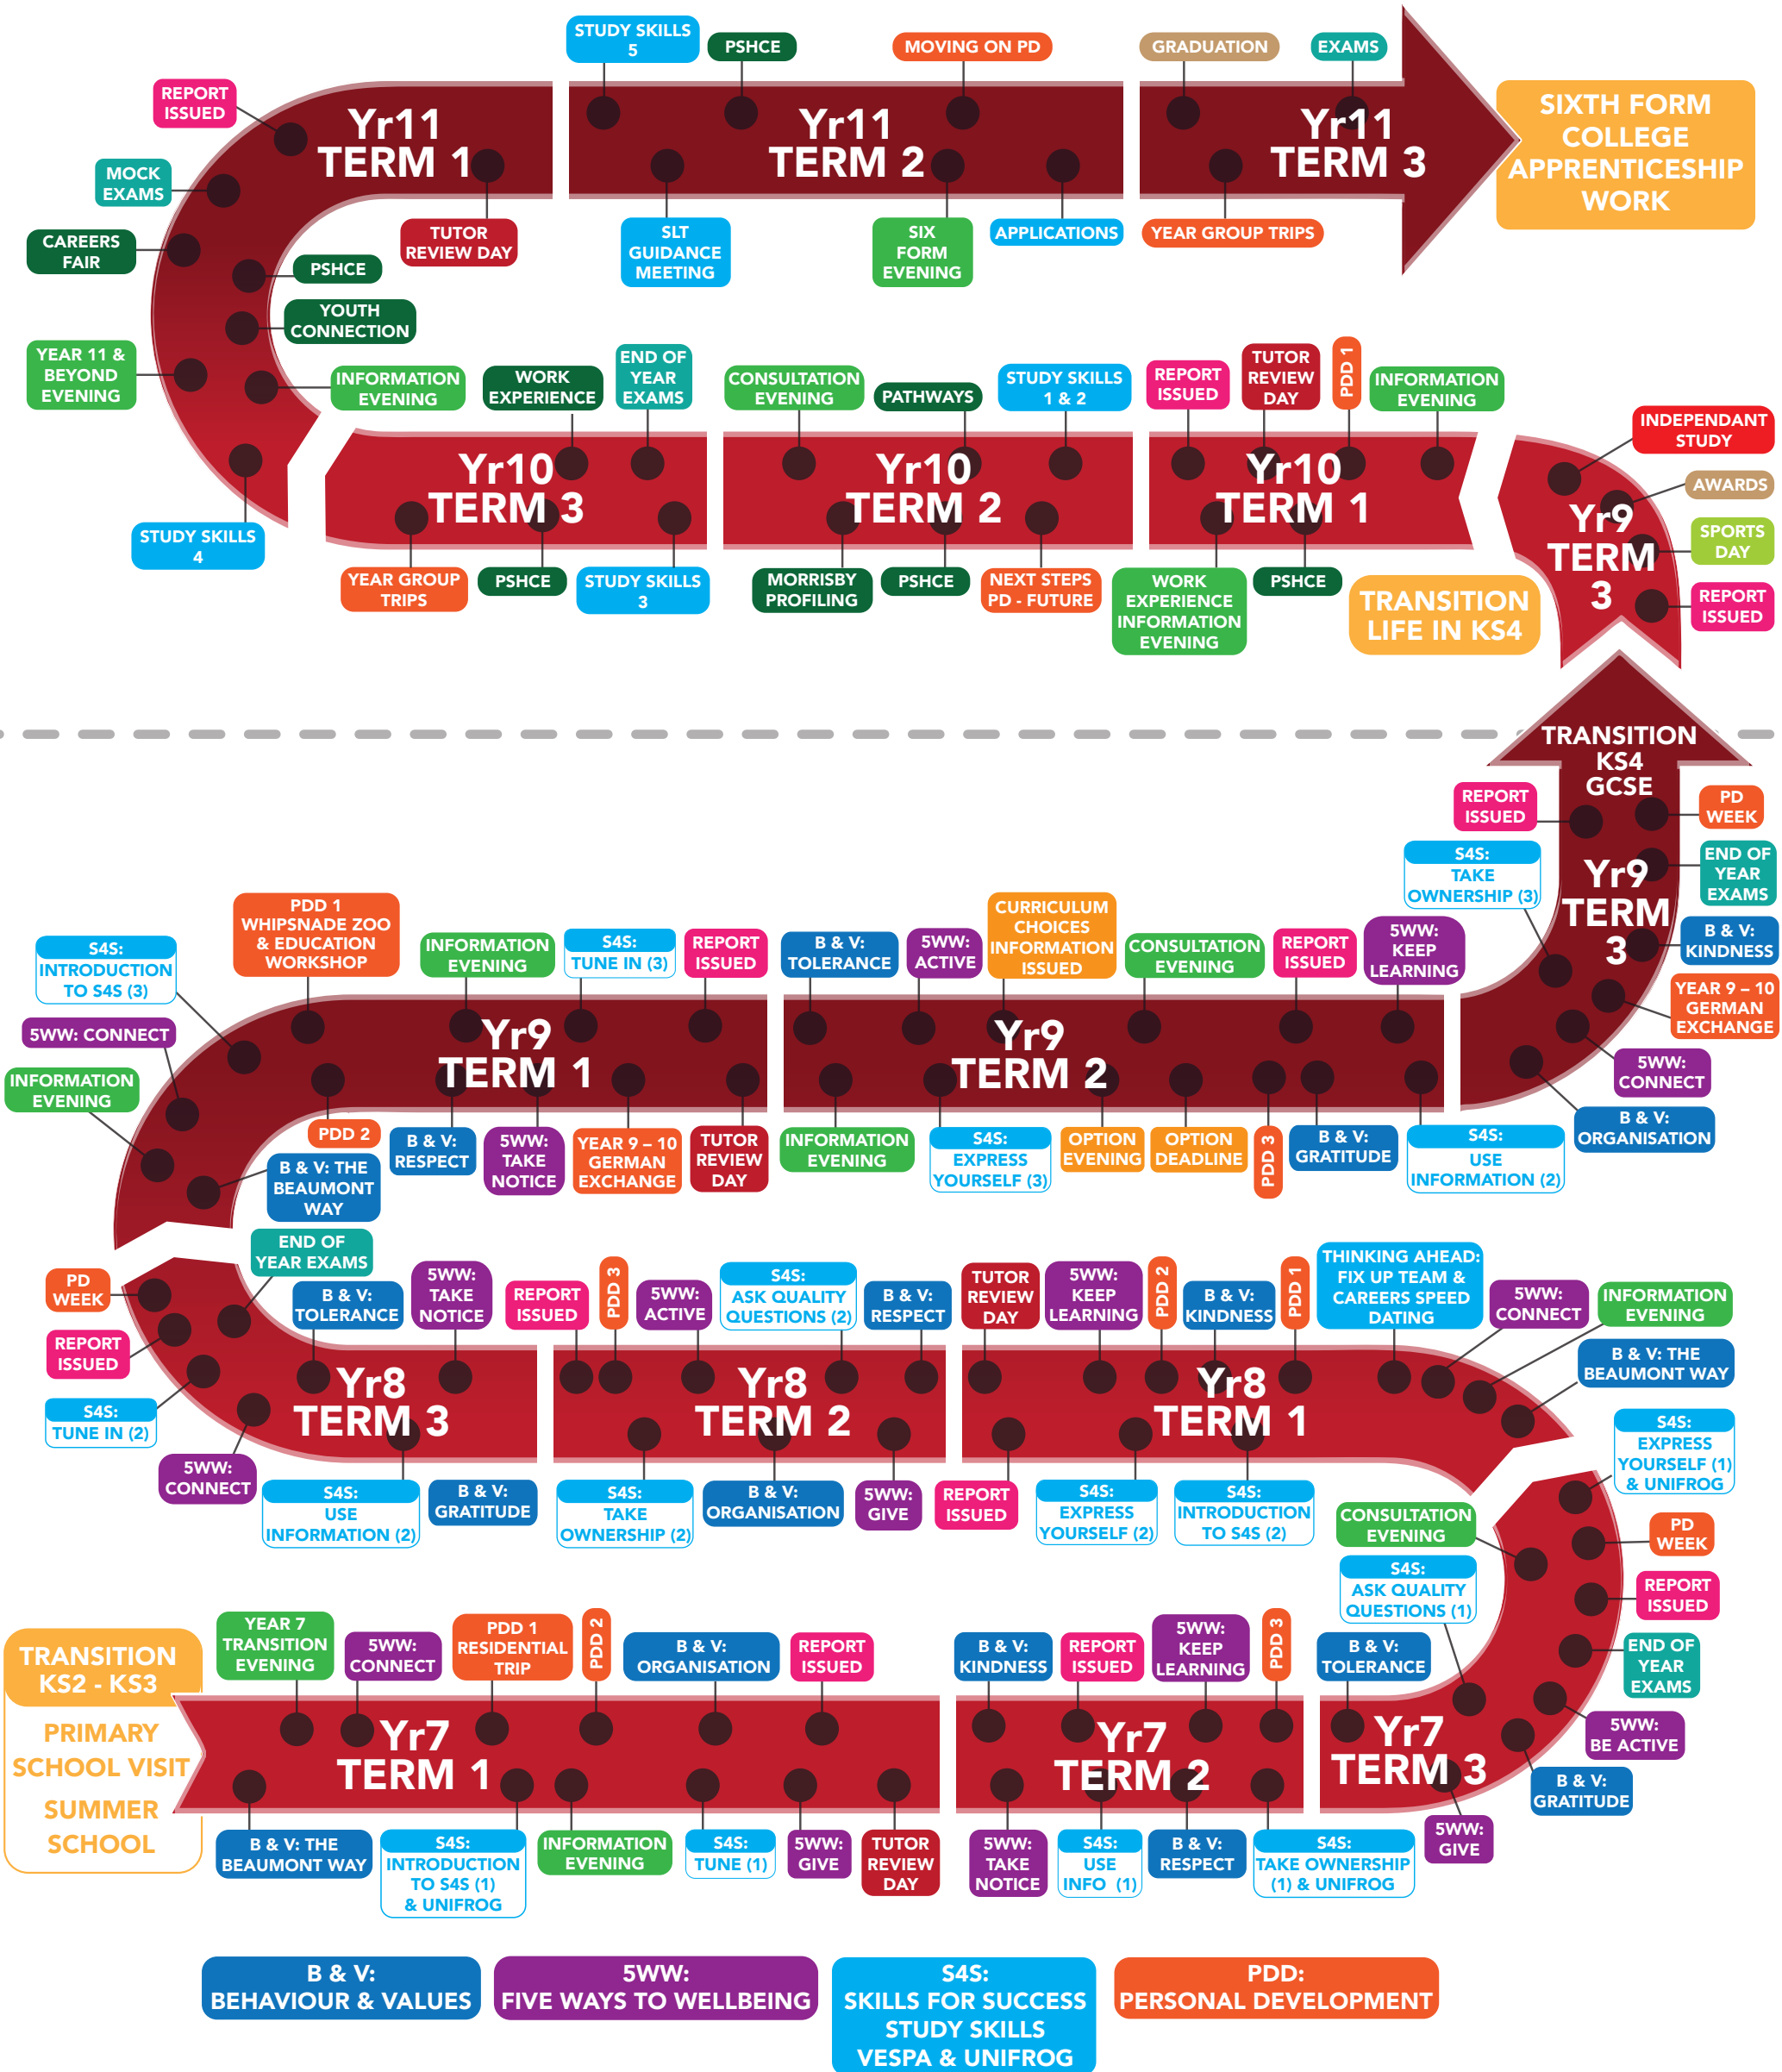 STUDY SKILLS
5
PSHCE
MOVING ON PD
GRADUATION
EXAMS
REPORT
ISSUED
Yr11
TERM 1
Yr11
TERM 2
Yr11
TERM 3
SIXTH FORM
COLLEGE
APPRENTICESHIP
WORK
MOCK
EXAMS
CAREERS
FAIR
PSHCE
TUTOR
REVIEW DAY
SLT
GUIDANCE
MEETING
SIX
FORM
EVENING
APPLICATIONS
YEAR GROUP TRIPS
YOUTH
CONNECTION
YEAR 11 &
BEYOND
EVENING
INFORMATION
EVENING
WORK
EXPERIENCE
END OF
YEAR
EXAMS
CONSULTATION
EVENING
PATHWAYS
STUDY SKILLS
1 & 2
REPORT
ISSUED
TUTOR
REVIEW
DAY
PDD 1
INFORMATION
EVENING
INDEPENDANT
STUDY
AWARDS
SPORTS
DAY
REPORT
ISSUED
Yr10
TERM 3
Yr10
TERM 2
Yr10
TERM 1
Yr9
TERM
3
STUDY SKILLS
4
YEAR GROUP
TRIPS
PSHCE
STUDY SKILLS
3
MORRISBY
PROFILING
PSHCE
NEXT STEPS
PD - FUTURE
WORK
EXPERIENCE
INFORMATION
EVENING
PSHCE
TRANSITION
LIFE IN KS4
TRANSITION
KS4
GCSE
REPORT
ISSUED
PD
WEEK
S4S:
TAKE
OWNERSHIP (3)
END OF
YEAR
EXAMS
Yr9
TERM
3
B & V:
KINDNESS
YEAR 9 – 10
GERMAN
EXCHANGE
5WW:
CONNECT
B & V:
ORGANISATION
PDD 1
WHIPSNADE ZOO
& EDUCATION
WORKSHOP
S4S:
INTRODUCTION
TO S4S (3)
INFORMATION
EVENING
S4S:
TUNE IN (3)
REPORT
ISSUED
B & V:
TOLERANCE
5WW:
ACTIVE
CURRICULUM
CHOICES
INFORMATION
ISSUED
CONSULTATION
EVENING
REPORT
ISSUED
5WW:
KEEP
LEARNING
5WW: CONNECT
INFORMATION
EVENING
Yr9
TERM 1
Yr9
TERM 2
PDD 2
B & V: THE
BEAUMONT
WAY
B & V:
RESPECT
5WW:
TAKE
NOTICE
YEAR 9 – 10
GERMAN
EXCHANGE
TUTOR
REVIEW
DAY
INFORMATION
EVENING
S4S:
EXPRESS
YOURSELF (3)
OPTION
EVENING
OPTION
DEADLINE
PDD 3
B & V:
GRATITUDE
S4S:
USE
INFORMATION (2)
END OF
YEAR EXAMS
PD
WEEK
REPORT
ISSUED
S4S:
TUNE IN (2)
5WW:
CONNECT
B & V:
TOLERANCE
5WW:
TAKE
NOTICE
REPORT
ISSUED
PDD 3
5WW:
ACTIVE
S4S:
ASK QUALITY
QUESTIONS (2)
B & V:
RESPECT
TUTOR
REVIEW
DAY
5WW:
KEEP
LEARNING
PDD 2
B & V:
KINDNESS
PDD 1
THINKING AHEAD:
FIX UP TEAM &
CAREERS SPEED
DATING
5WW:
CONNECT
INFORMATION
EVENING
B & V: THE
BEAUMONT WAY
Yr8
TERM 3
Yr8
TERM 2
Yr8
TERM 1
S4S:
USE
INFORMATION (2)
B & V:
GRATITUDE
S4S:
TAKE
OWNERSHIP (2)
B & V:
ORGANISATION
5WW:
GIVE
REPORT
ISSUED
S4S:
EXPRESS
YOURSELF (2)
S4S:
INTRODUCTION
TO S4S (2)
S4S:
EXPRESS
YOURSELF (1)
& UNIFROG
CONSULTATION
EVENING
PD
WEEK
S4S:
ASK QUALITY
QUESTIONS (1)
REPORT
ISSUED
END OF
YEAR
EXAMS
5WW:
BE ACTIVE
B & V:
GRATITUDE
5WW:
GIVE
TRANSITION
KS2 - KS3
PRIMARY
SCHOOL VISIT
SUMMER
SCHOOL
YEAR 7
TRANSITION
EVENING
5WW:
CONNECT
PDD 1
RESIDENTIAL
TRIP
PDD 2
B & V:
ORGANISATION
REPORT
ISSUED
B & V:
KINDNESS
REPORT
ISSUED
5WW:
KEEP
LEARNING
PDD 3
B & V:
TOLERANCE
Yr7
TERM 1
Yr7
TERM 2
Yr7
TERM 3
B & V: THE
BEAUMONT WAY
S4S:
INTRODUCTION
TO S4S (1)
& UNIFROG
INFORMATION
EVENING
S4S:
TUNE (1)
5WW:
GIVE
TUTOR
REVIEW
DAY
5WW:
TAKE
NOTICE
S4S:
USE
INFO (1)
B & V:
RESPECT
S4S:
TAKE OWNERSHIP
(1) & UNIFROG
B & V:
BEHAVIOUR & VALUES
5WW:
FIVE WAYS TO WELLBEING
S4S:
SKILLS FOR SUCCESS
STUDY SKILLS
VESPA & UNIFROG
PDD:
PERSONAL DEVELOPMENT